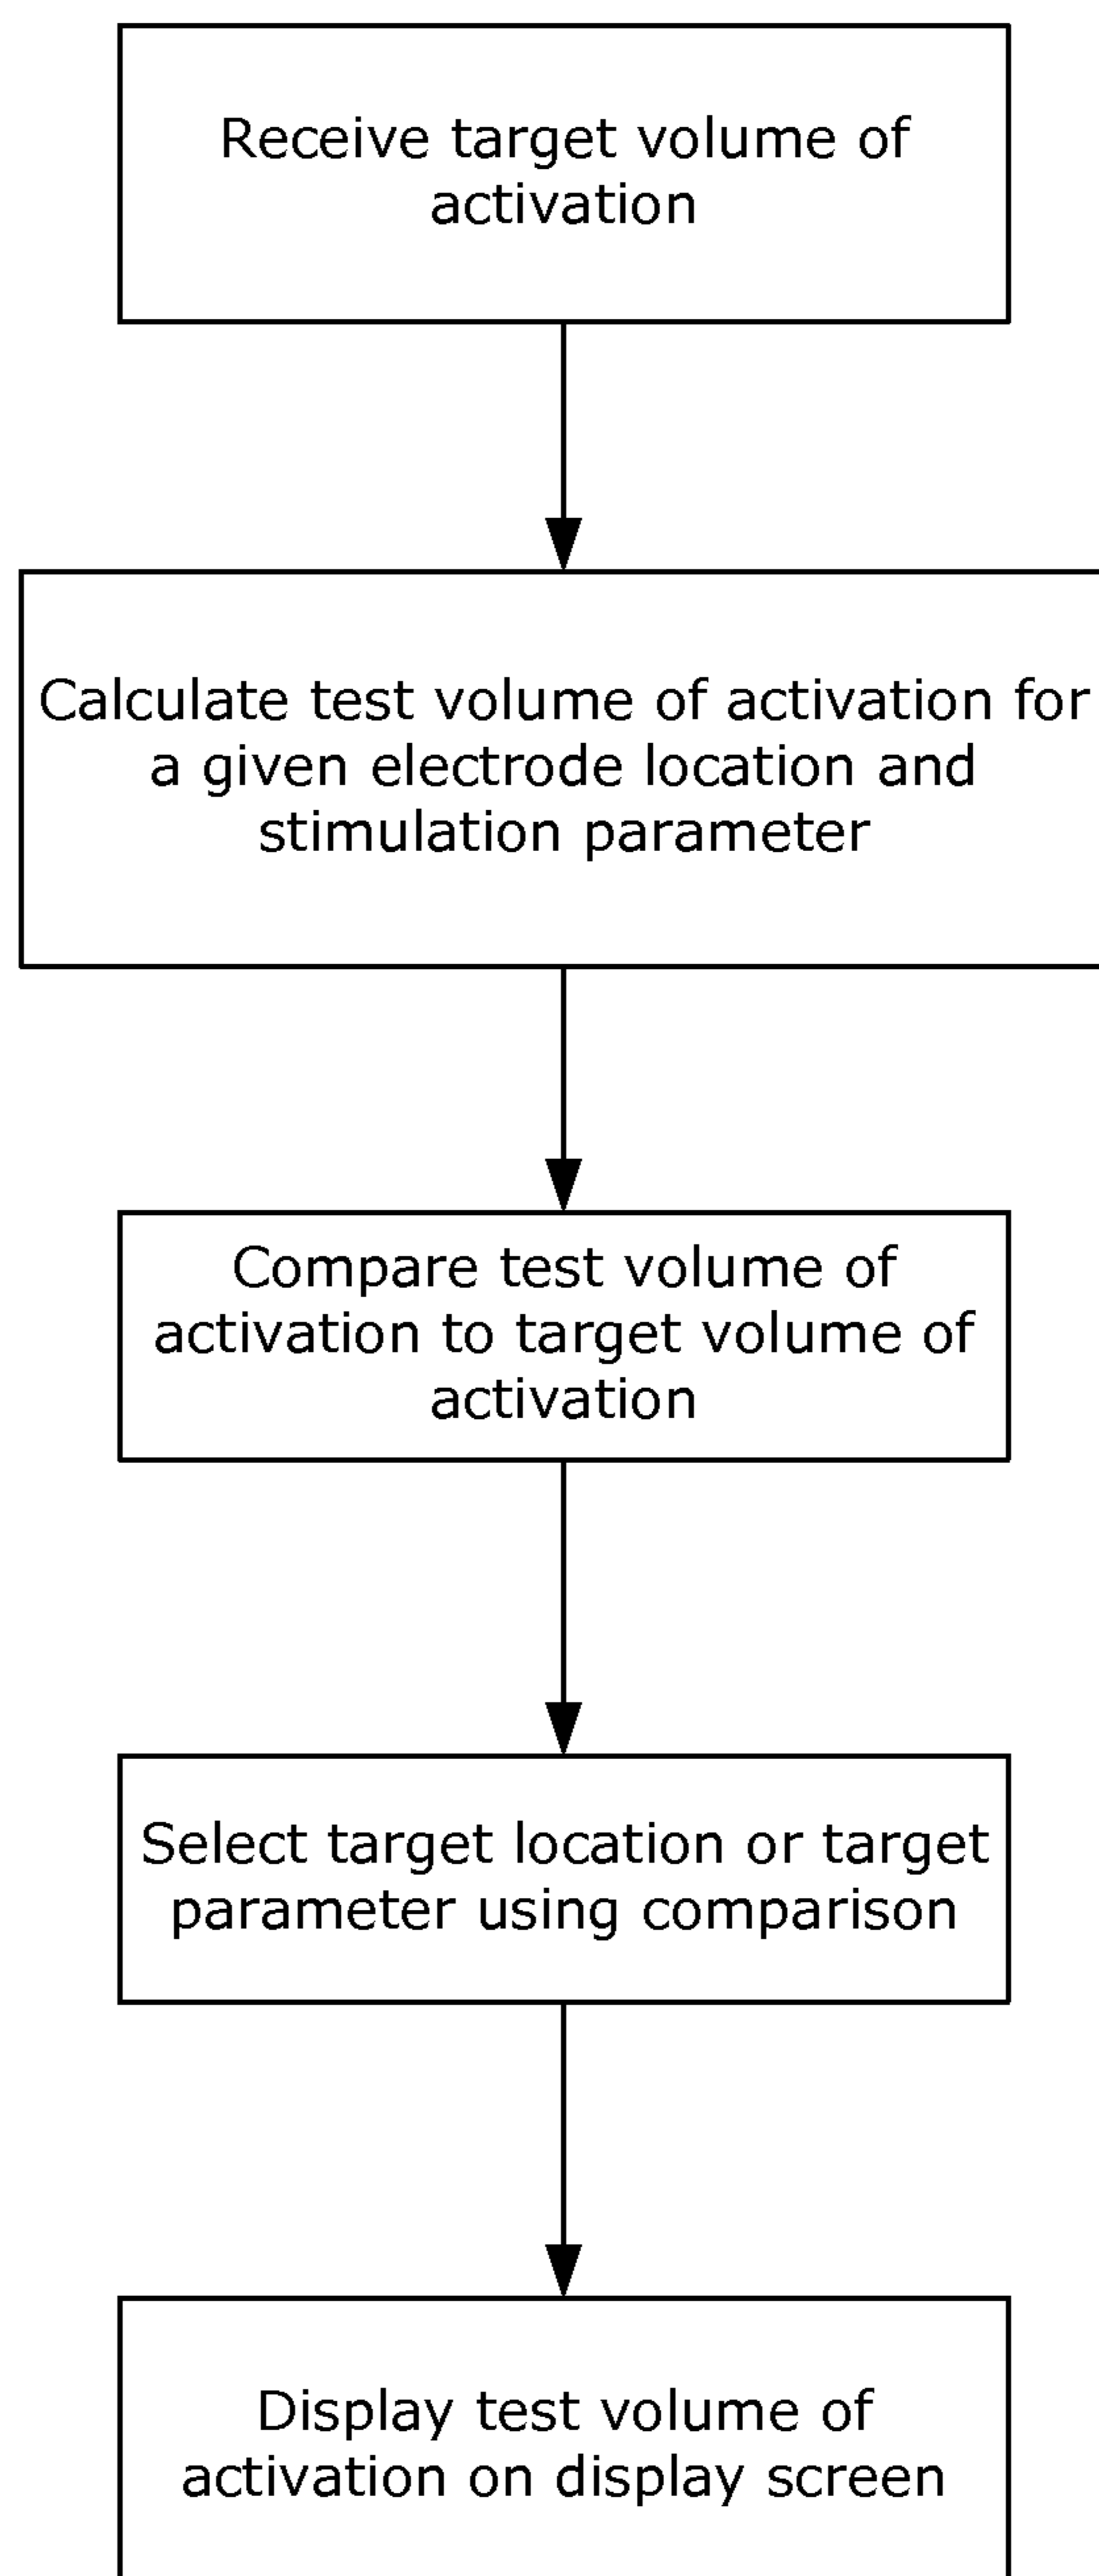 Receive target volume of
activation
Calculate test volume of activation for
a given electrode location and
stimulation parameter
Compare test volume of
activation to target volume of
activation
Select target location or target
parameter using comparison
Display test volume of
activation on display screen